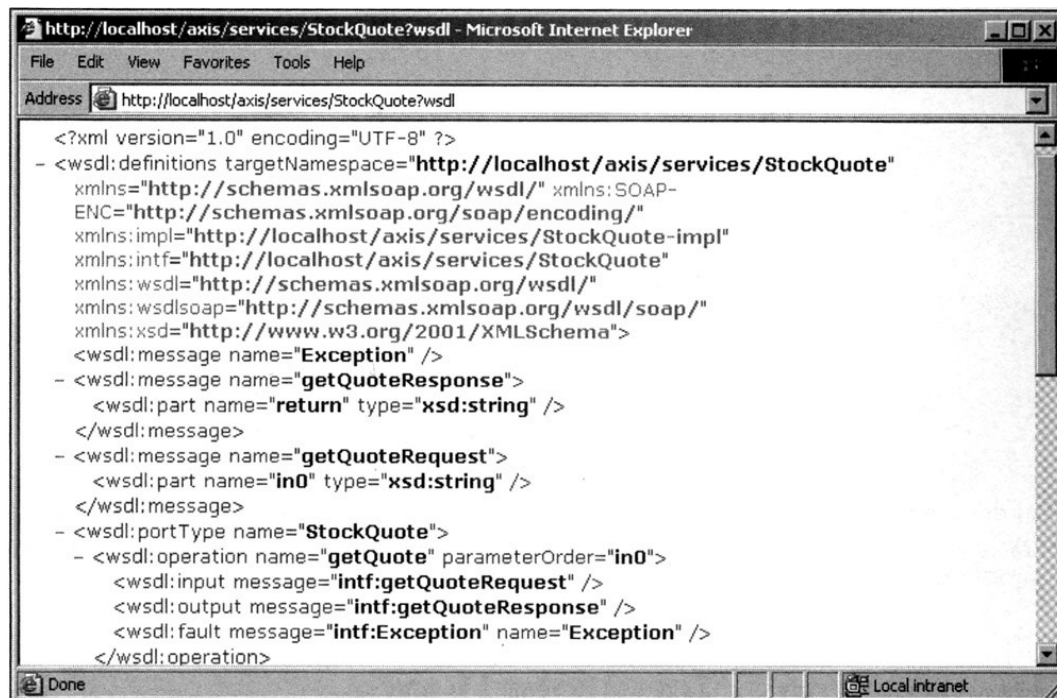 http://localhost/axis/services/StockQuote?wsdl - Microsoft Internet Explorer
File Edit View Favorites Tools Help
Address http://localhost/axis/services/StockQuote?wsdl
<?xml version="1.0" encoding="UTF-8" ?>
- <wsdl:definitions targetNamespace="http://localhost/axis/services/StockQuote"
xmlns="http://schemas.xmlsoap.org/wsdl/" xmlns:SOAP-
ENC="http://schemas.xmlsoap.org/soap/encoding/"
xmlns:impl="http://localhost/axis/services/StockQuote-impl"
xmlns:intf="http://localhost/axis/services/StockQuote"
xmlns:wsdl="http://schemas.xmlsoap.org/wsdl/"
xmlns:wsdlsoap="http://schemas.xmlsoap.org/wsdl/soap/"
xmlns:xsd="http://www.w3.org/2001/XMLSchema">
<wsdl:message name="Exception" />
- <wsdl:message name="getQuoteResponse">
<wsdl:part name="return" type="xsd:string" />
</wsdl:message>
- <wsdl:message name="getQuoteRequest">
<wsdl:part name="in0" type="xsd:string" />
</wsdl:message>
- <wsdl:portType name="StockQuote">
- <wsdl:operation name="getQuote" parameterOrder="in0">
<wsdl:input message="intf:getQuoteRequest" />
<wsdl:output message="intf:getQuoteResponse" />
<wsdl:fault message="intf:Exception" name="Exception" />
</wsdl:operation>
Done Local intranet